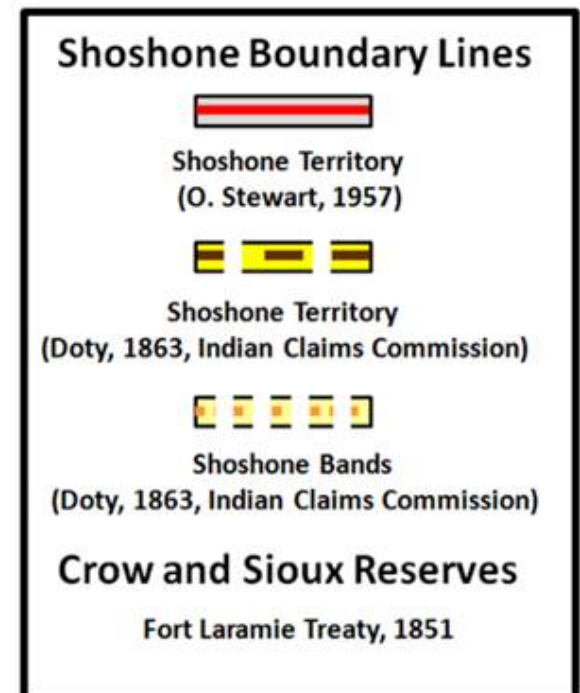 Shoshone Boundary Lines
Shoshone Territory
(O. Stewart, 1957)
Shoshone Territory
(Doty, 1863, Indian Claims Commission)
Shoshone Bands
(Doty, 1863, Indian Claims Commission)
Crow and Sioux Reserves
Fort Laramie Treaty, 1851